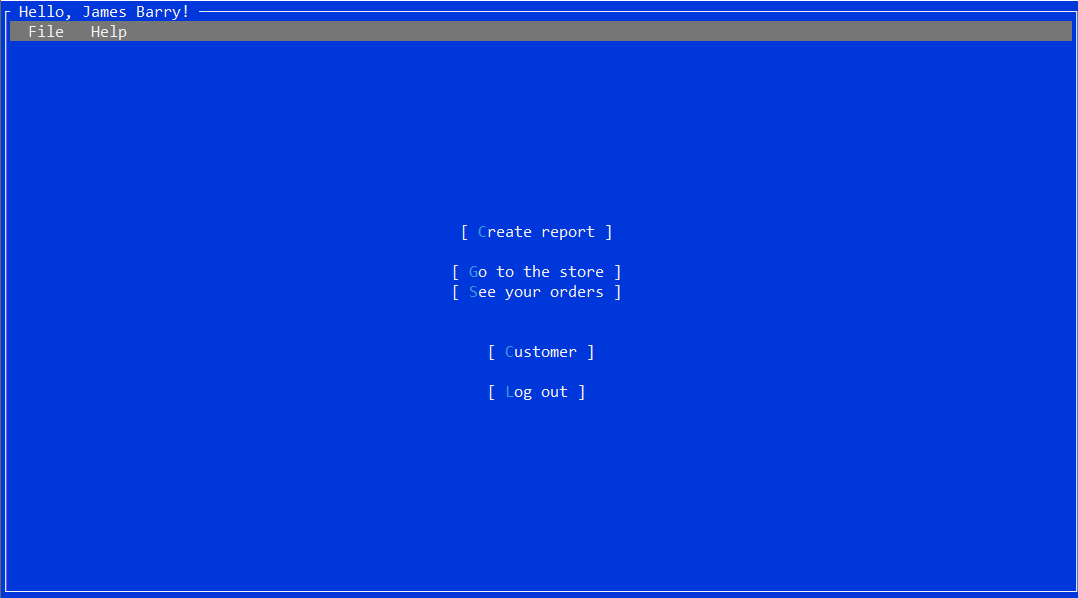 Hello, James Barry!
File Help
[ Create report ]
[ Go to the store ]
[ See your orders ]
[ Customer ]
[ Log out ]